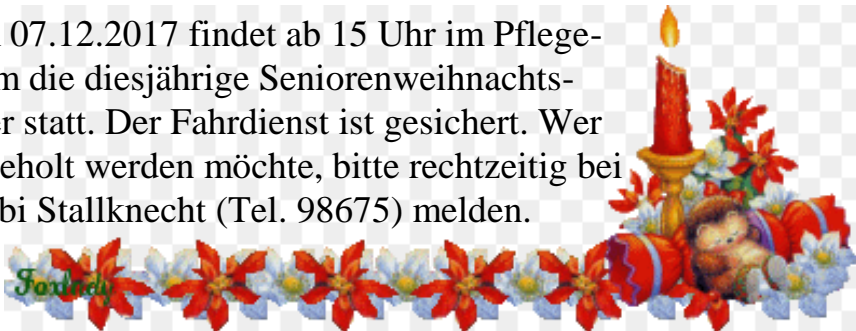 07.12.2017 findet ab 15 Uhr im Pflege-
m die diesjährige Seniorenweihnachts-
er statt. Der Fahrdienst ist gesichert. Wer
eholt werden möchte, bitte rechtzeitig bei
bi Stallknecht (Tel. 98675) melden.
Foxlady